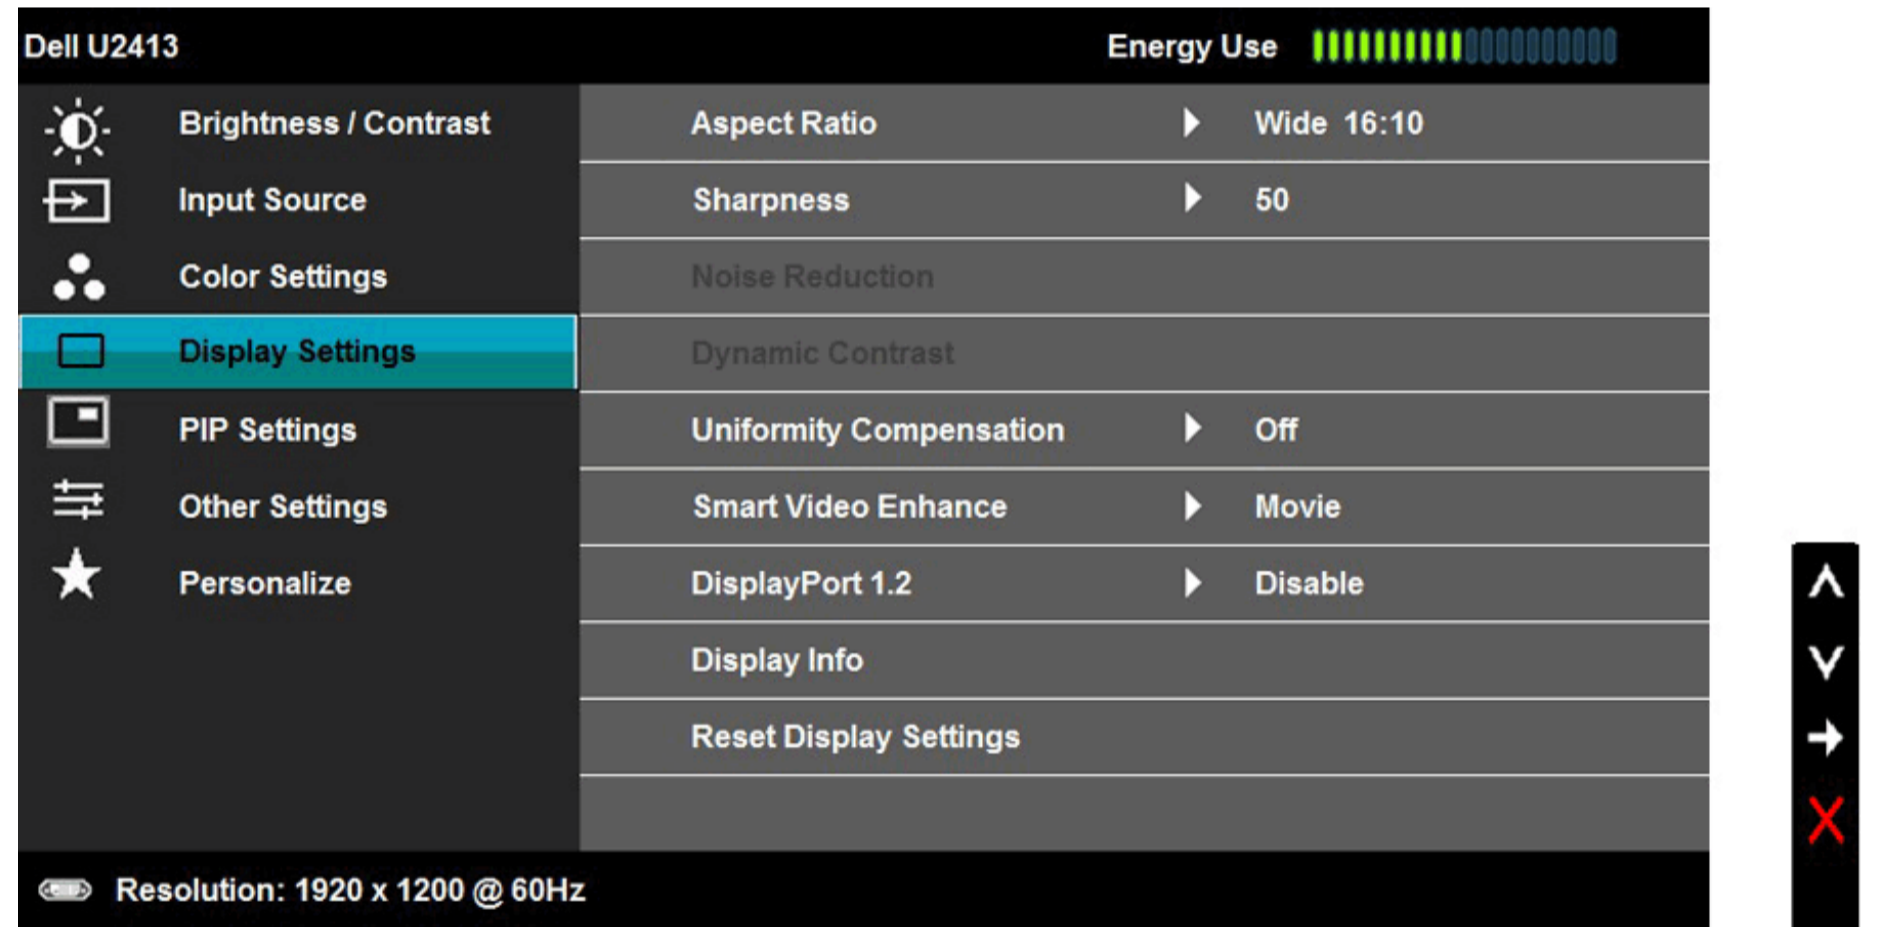 Dell U2413
Energy Use
Brightness / Contrast
Input Source
Color Settings
Display Settings
PIP Settings
Other Settings
Personalize
Aspect Ratio Wide 16:10
Sharpness 50
Noise Reduction
Dynamic Contrast
Uniformity Compensation Off
Smart Video Enhance Movie
DisplayPort 1.2 Disable
Display Info
Reset Display Settings
Resolution: 1920 x 1200 @ 60Hz